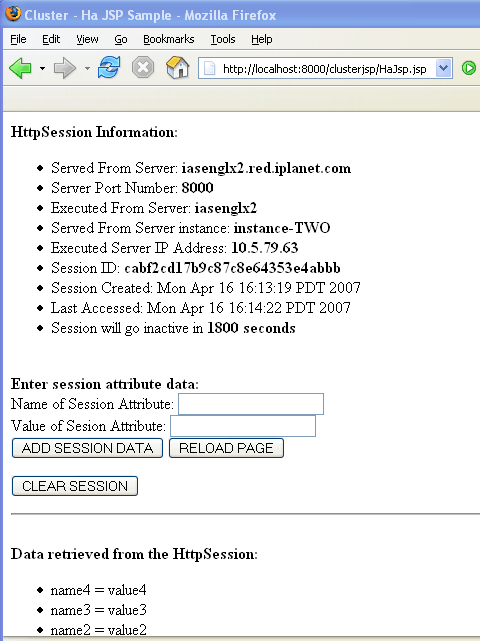 Cluster - Ha JSP Sample - Mozilla Firefox
File Edit View Go Bookmarks Tools Help
http://localhost:8000/clusterjsp/HaJsp.jsp
HttpSession Information:
Served From Server: iasenglx2.red.iplanet.com
Server Port Number: 8000
Executed From Server: iasenglx2
Served From Server instance: instance-TWO
Executed Server IP Address: 10.5.79.63
Session ID: cabf2cd17b9c87c8e64353e4abbb
Session Created: Mon Apr 16 16:13:19 PDT 2007
Last Accessed: Mon Apr 16 16:14:22 PDT 2007
Session will go inactive in 1800 seconds
Enter session attribute data:
Name of Session Attribute:
Value of Sesion Attribute:
ADD SESSION DATA RELOAD PAGE
CLEAR SESSION
Data retrieved from the HttpSession:
name4 = value4
name3 = value3
name2 = value2